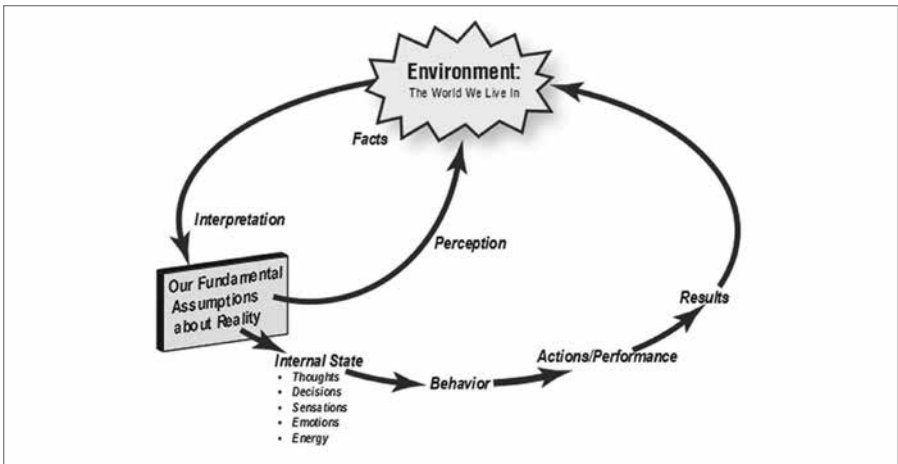 Environment:
The World We Live In
Facts
Interpretation
Perception
Our Fundamental
Assumptions
about Reality
Results
Internal State
• Thoughts
• Decisions
• Sensations
• Emotions
• Energy
Behavior
Actions/Performance